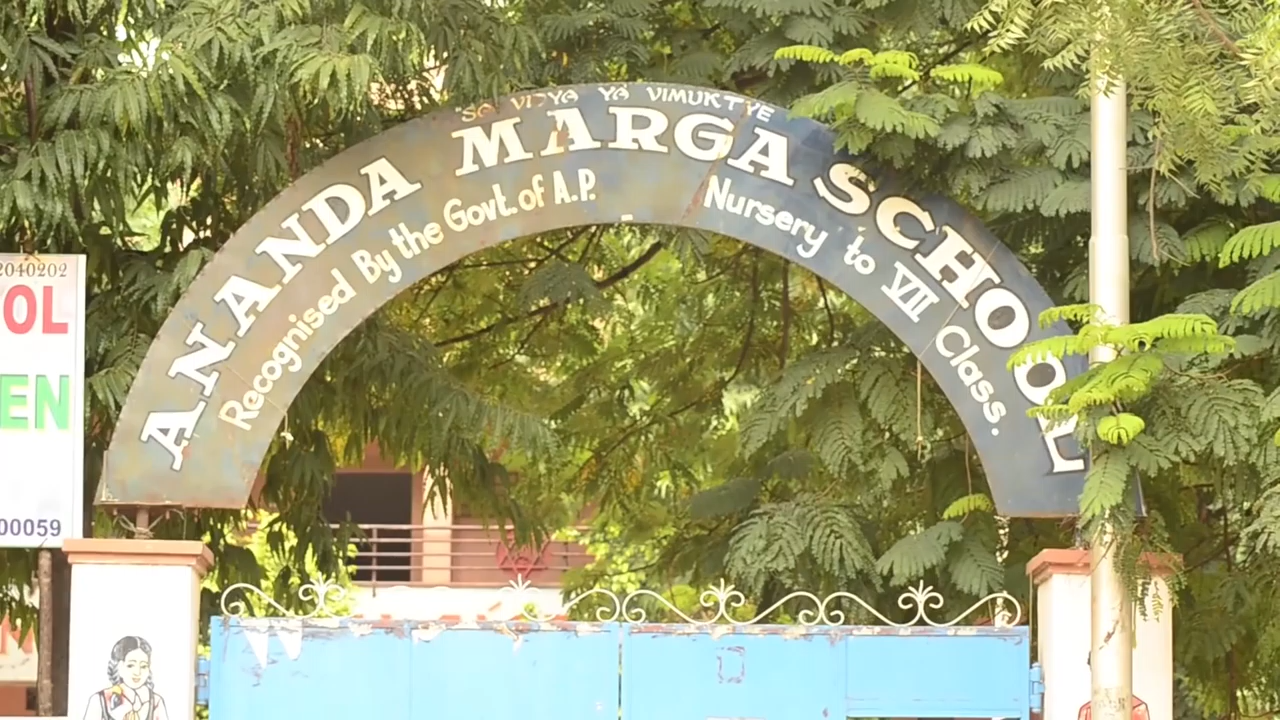 "SA VIDYA YA VIMUKTYE
ANANDA MARGA SCHOOL
Recognised By the Govt. of A.P. - Nursery to VII Class.
2040202
OL
EN
00059